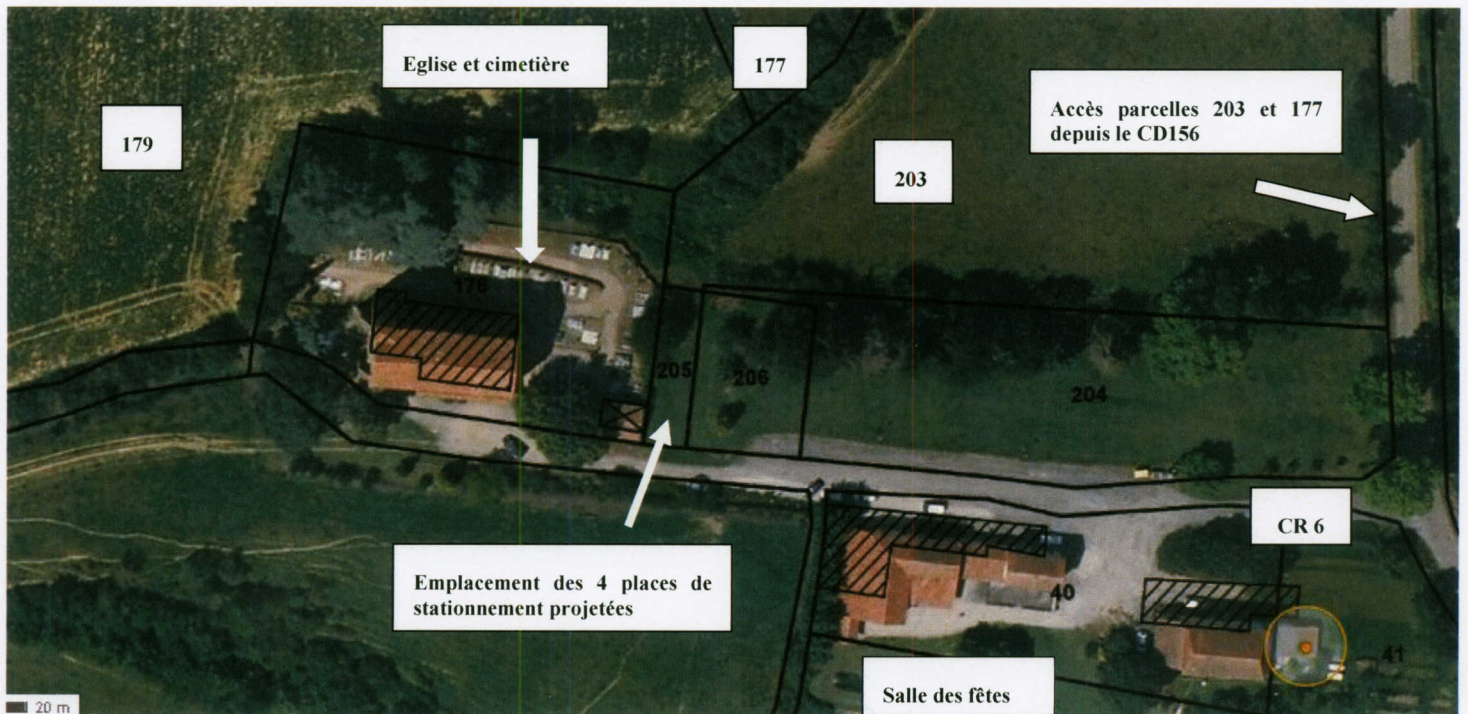 Eglise et cimetière
177
Accès parcelles 203 et 177
depuis le CD156
179
203
178
205
206
204
CR 6
Emplacement des 4 places de
stationnement projetées
40
41
Salle des fêtes
20 m